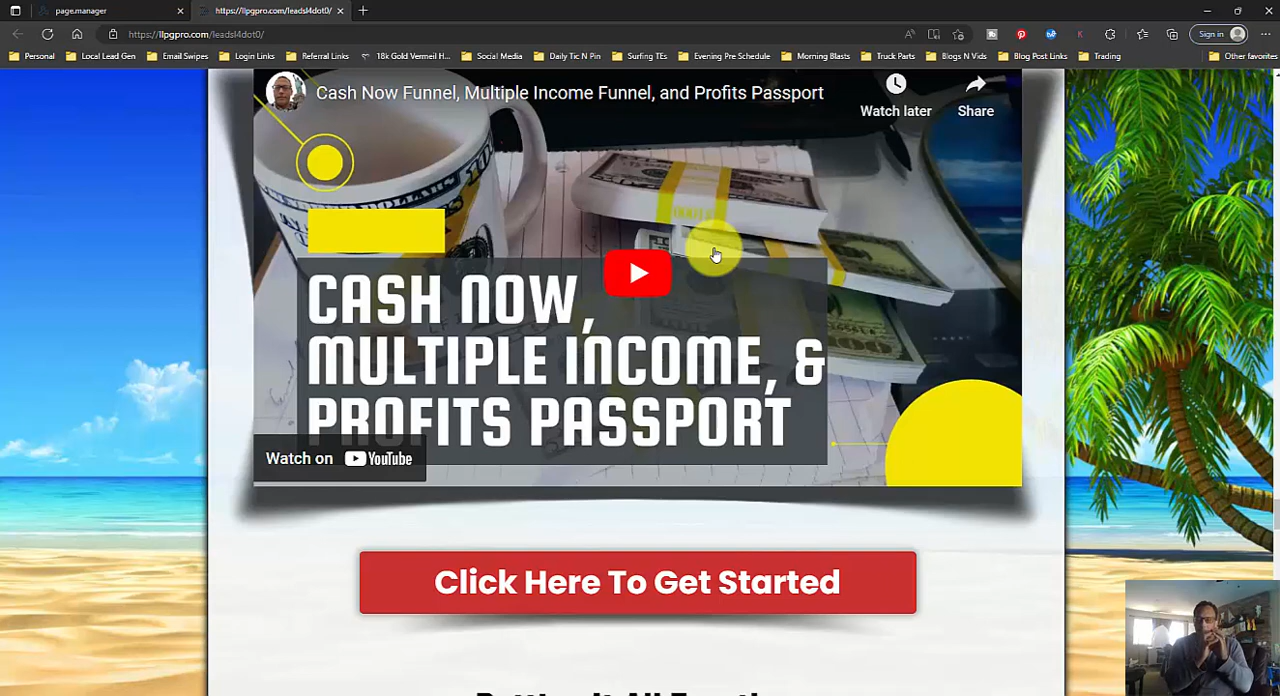 page.manager
https://llpgpro.com/leadsl4dot0/
https://llpgpro.com/leadsl4dot0/
Sign in
Personal
Local Lead Gen
Email Swipes
Login Links
Referral Links
18k Gold Vermeil H...
Social Media
Daily Tic N Pin
Surfing TEs
Evening Pre Schedule
Morning Blasts
Truck Parts
Blogs N Vids
Blog Post Links
Trading
Other favorites
Cash Now Funnel, Multiple Income Funnel, and Profits Passport
Watch later
Share
CASH NOW,
MULTIPLE INCOME, &
PROFITS PASSPORT
Watch on YouTube
Click Here To Get Started